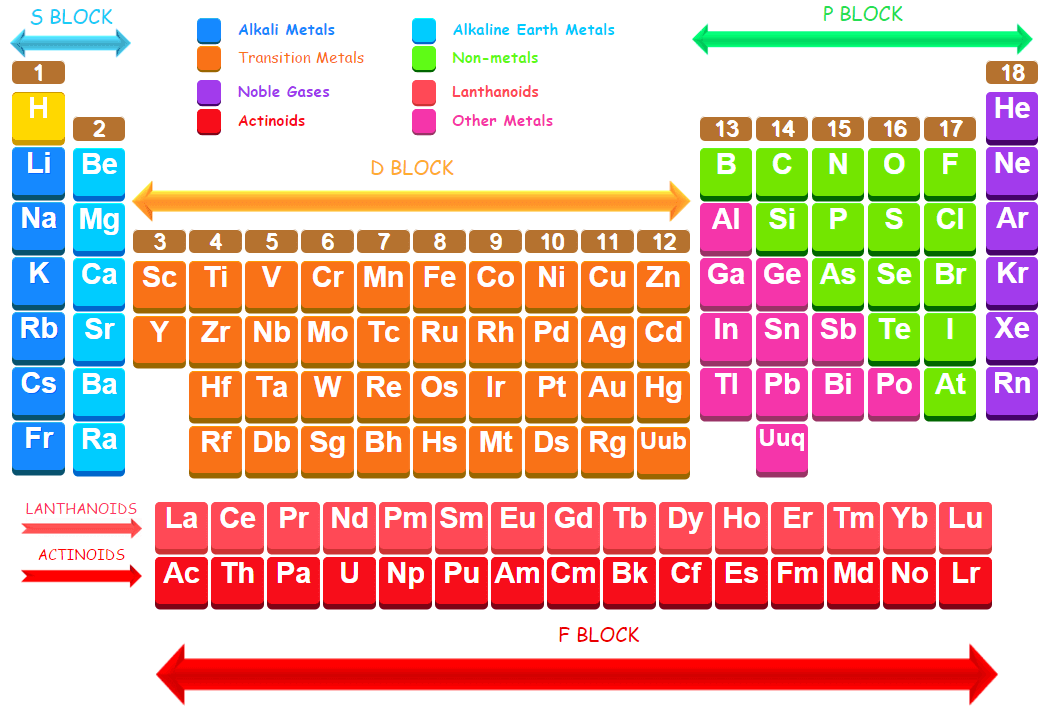 S BLOCK
P BLOCK
Alkali Metals Alkaline Earth Metals
Transition Metals Non-metals
Noble Gases Lanthanoids
Actinoids Other Metals
1 18
H He
2 13 14 15 16 17
D BLOCK
Li Be B C N O F Ne
Na Mg Al Si P S Cl Ar
3 4 5 6 7 8 9 10 11 12
K Ca Sc Ti V Cr Mn Fe Co Ni Cu Zn Ga Ge As Se Br Kr
Rb Sr Y Zr Nb Mo Tc Ru Rh Pd Ag Cd In Sn Sb Te I Xe
Cs Ba Hf Ta W Re Os Ir Pt Au Hg Tl Pb Bi Po At Rn
Fr Ra Rf Db Sg Bh Hs Mt Ds Rg Uub Uuq
LANTHANOIDS La Ce Pr Nd Pm Sm Eu Gd Tb Dy Ho Er Tm Yb Lu
ACTINOIDS Ac Th Pa U Np Pu Am Cm Bk Cf Es Fm Md No Lr
F BLOCK